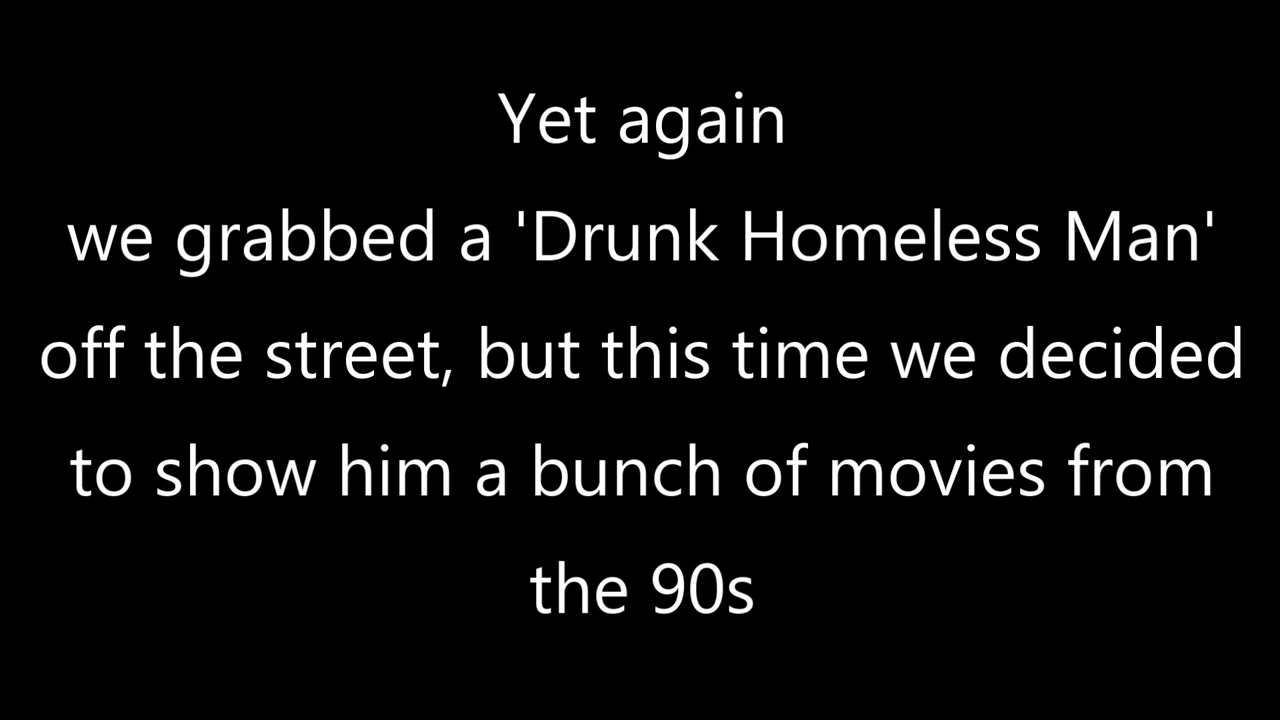 Yet again
we grabbed a 'Drunk Homeless Man'
off the street, but this time we decided
to show him a bunch of movies from
the 90s